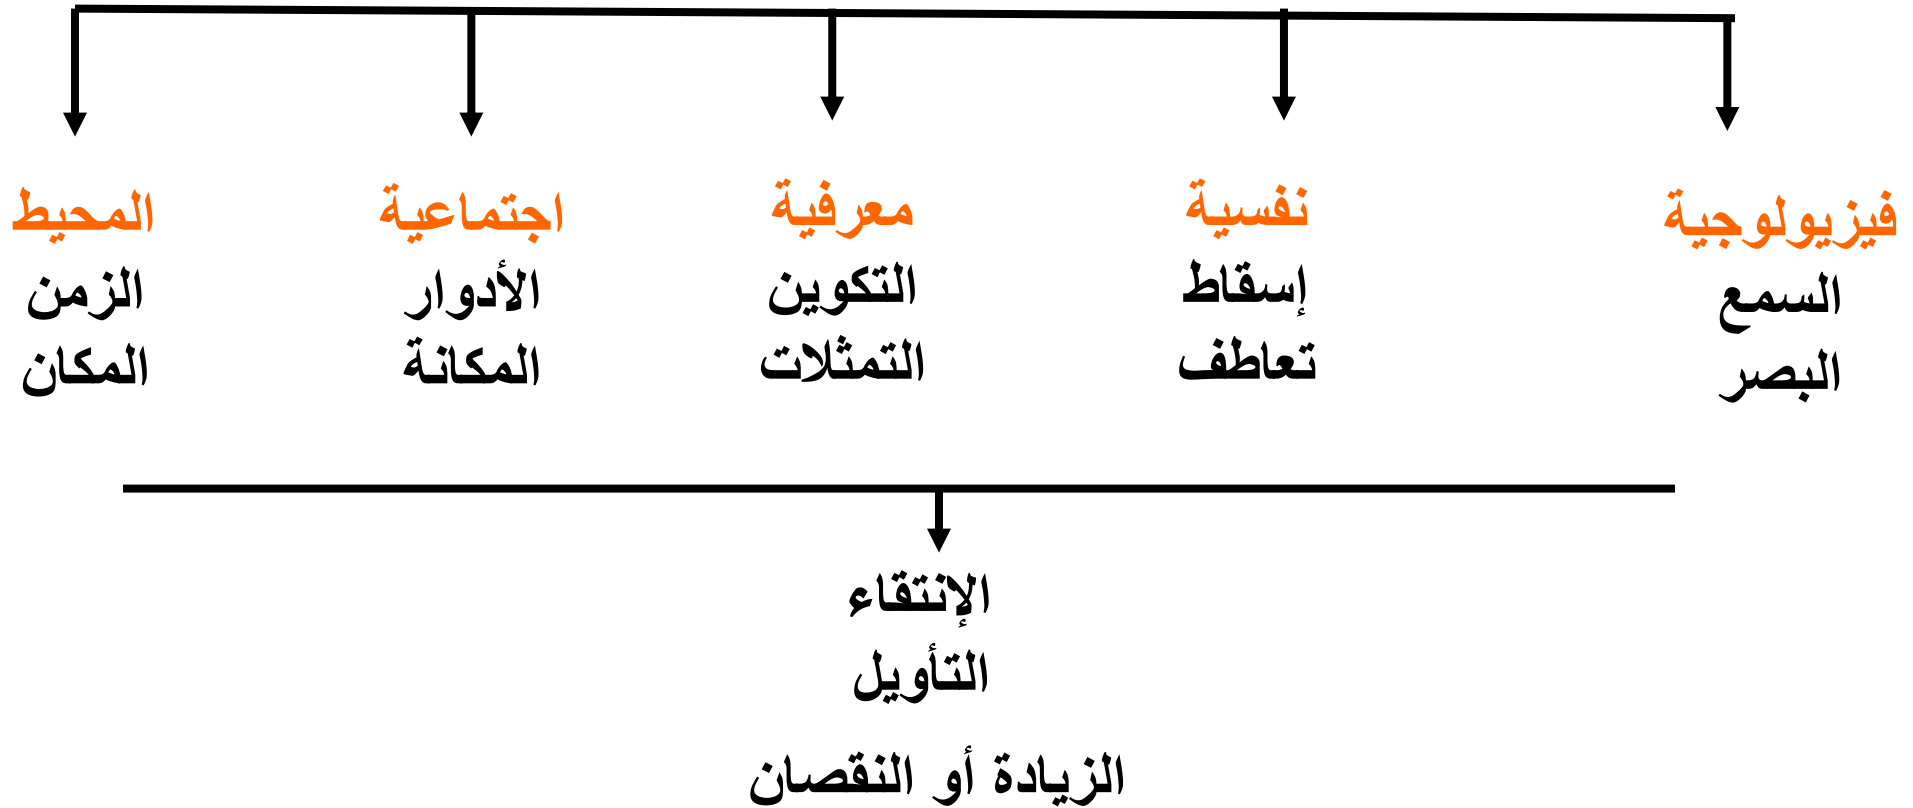 فيزيولوجية
السمع
البصر
نفسية
إسقاط
تعاطف
معرفية
التكوين
التمثلات
اجتماعية
الأدوار
المكانة
المحيط
الزمن
المكان
الإنتقاء
التأويل
الزيادة أو النقصان